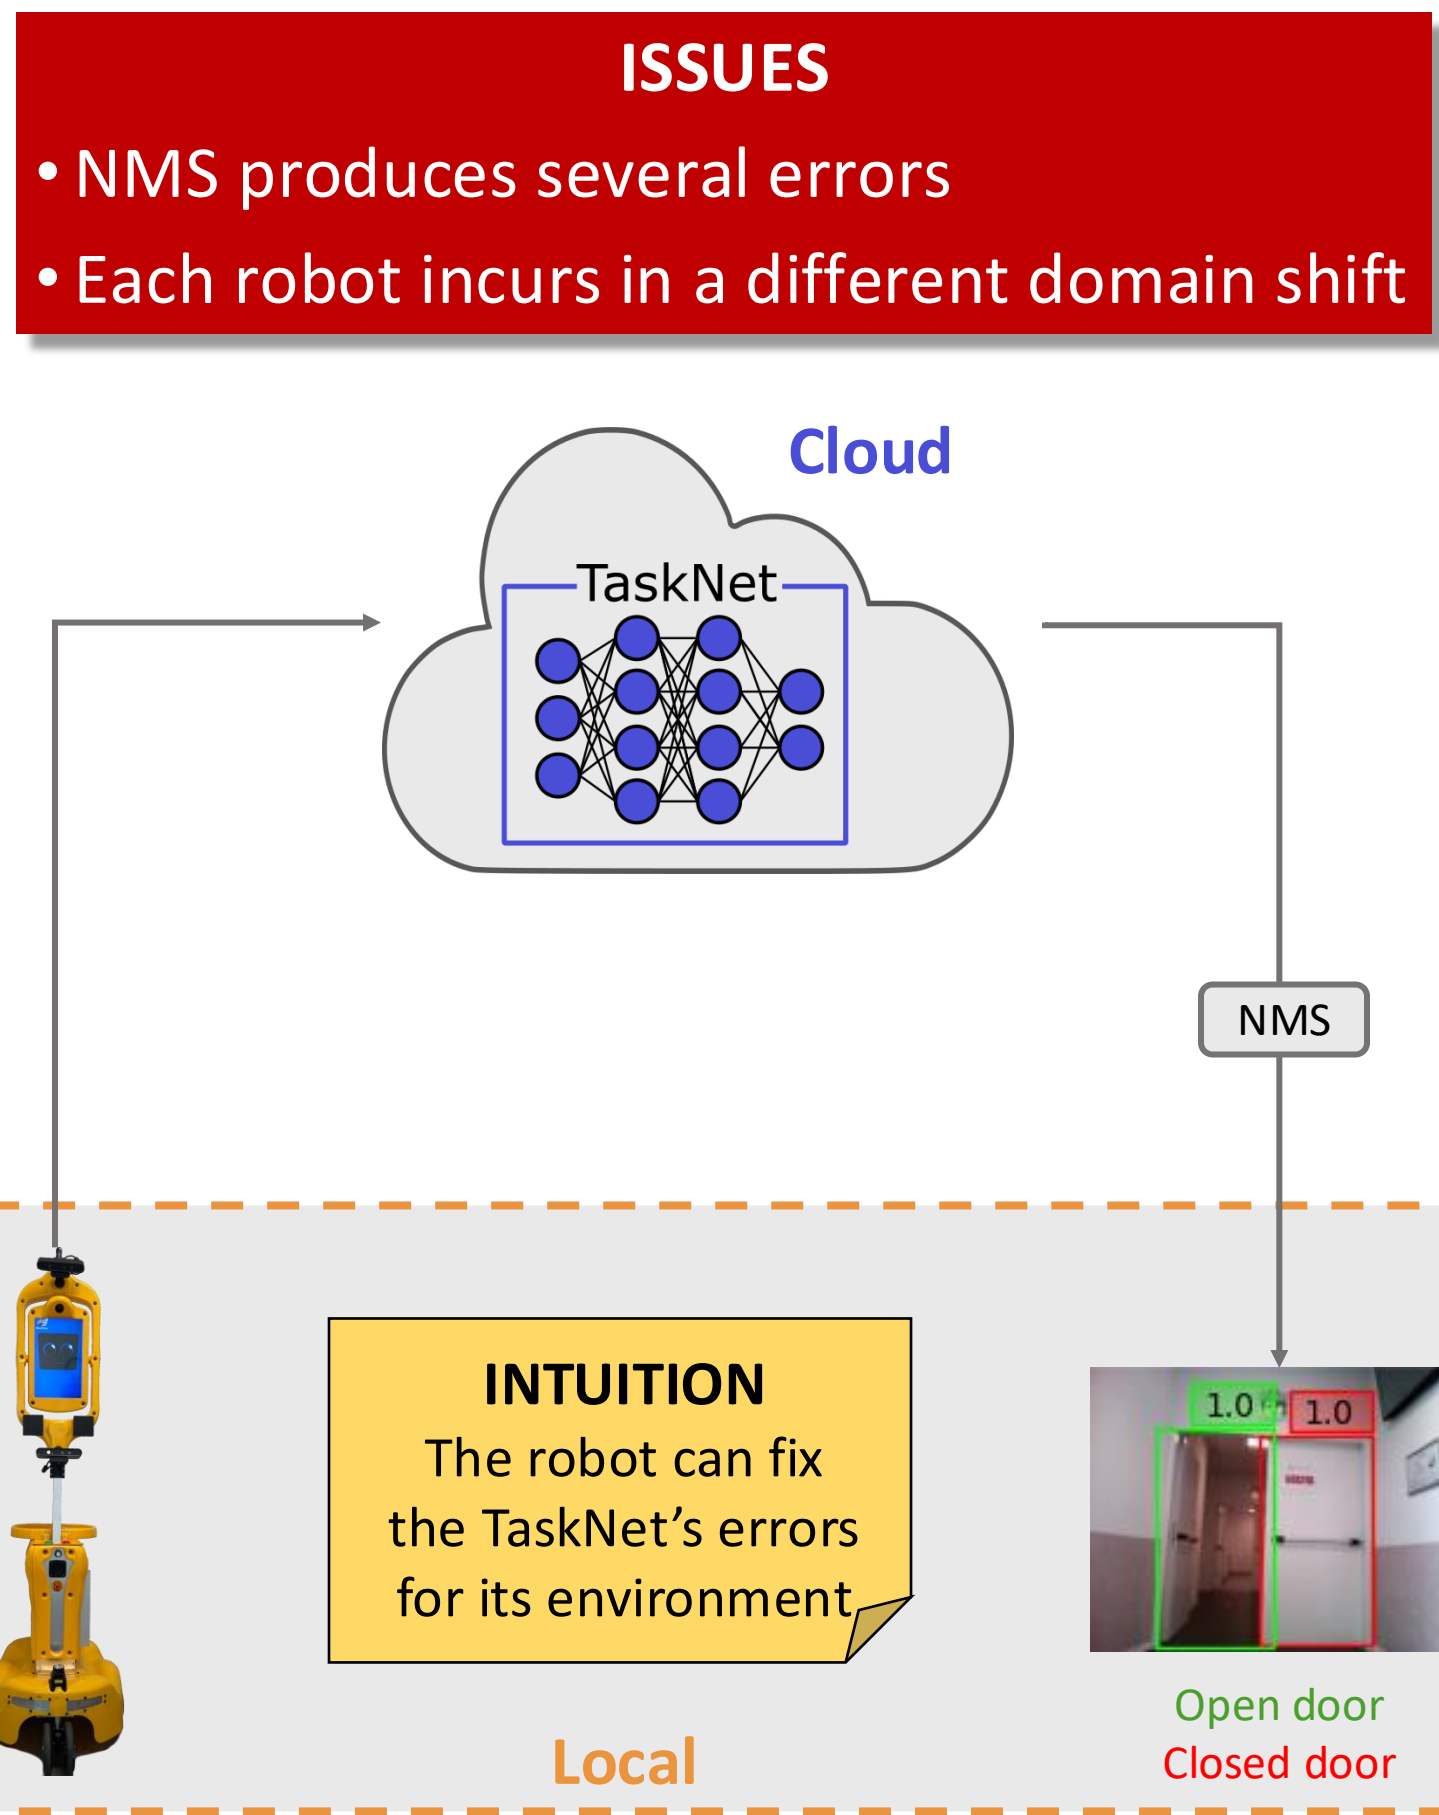 ISSUES
• NMS produces several errors
• Each robot incurs in a different domain shift
Cloud
TaskNet
NMS
INTUITION
The robot can fix
the TaskNet’s errors
for its environment
1.0 1.0
Open door
Closed door
Local